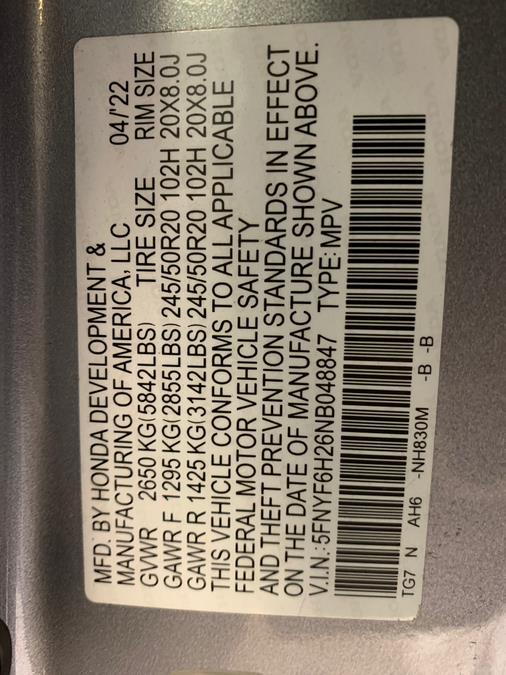 MFD. BY HONDA DEVELOPMENT &
MANUFACTURING OF AMERICA, LLC 04/'22
GVWR 2650 KG(5842LBS) TIRE SIZE RIM SIZE
GAWR F 1295 KG(2855LBS) 245/50R20 102H 20X8.0J
GAWR R 1425 KG(3142LBS) 245/50R20 102H 20X8.0J
THIS VEHICLE CONFORMS TO ALL APPLICABLE
FEDERAL MOTOR VEHICLE SAFETY
AND THEFT PREVENTION STANDARDS IN EFFECT
ON THE DATE OF MANUFACTURE SHOWN ABOVE.
V.I.N.:5FNYF6H26NB048847 TYPE:MPV
TG7 N AH6 -NH830M -B -B